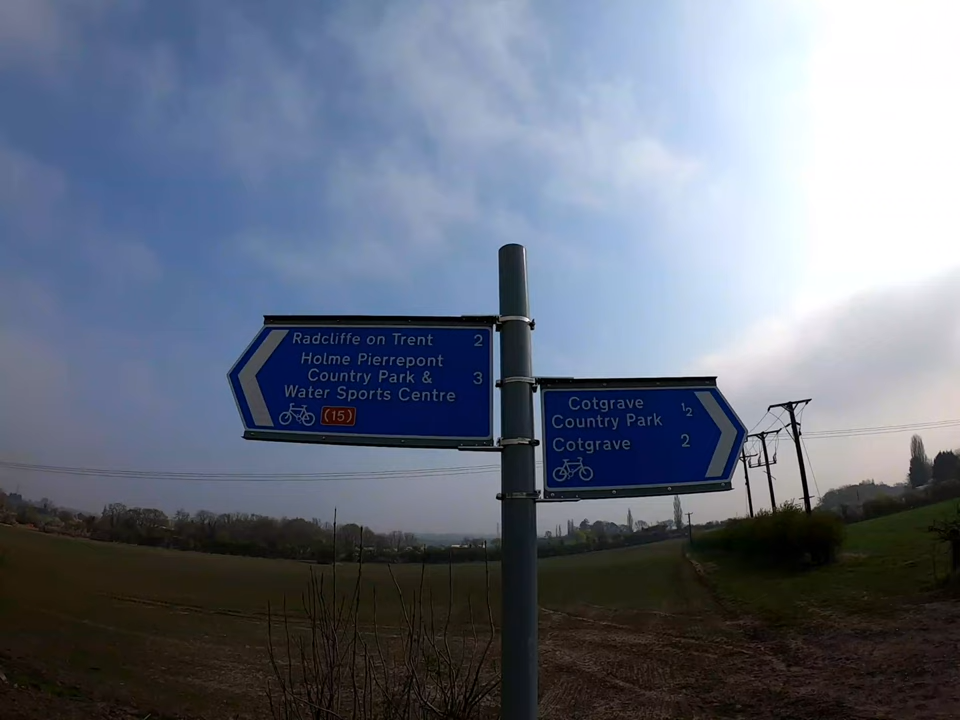 Radcliffe on Trent 2
Holme Pierrepont
Country Park & 3
Water Sports Centre
(15)
Cotgrave
Country Park 1/2
Cotgrave 2